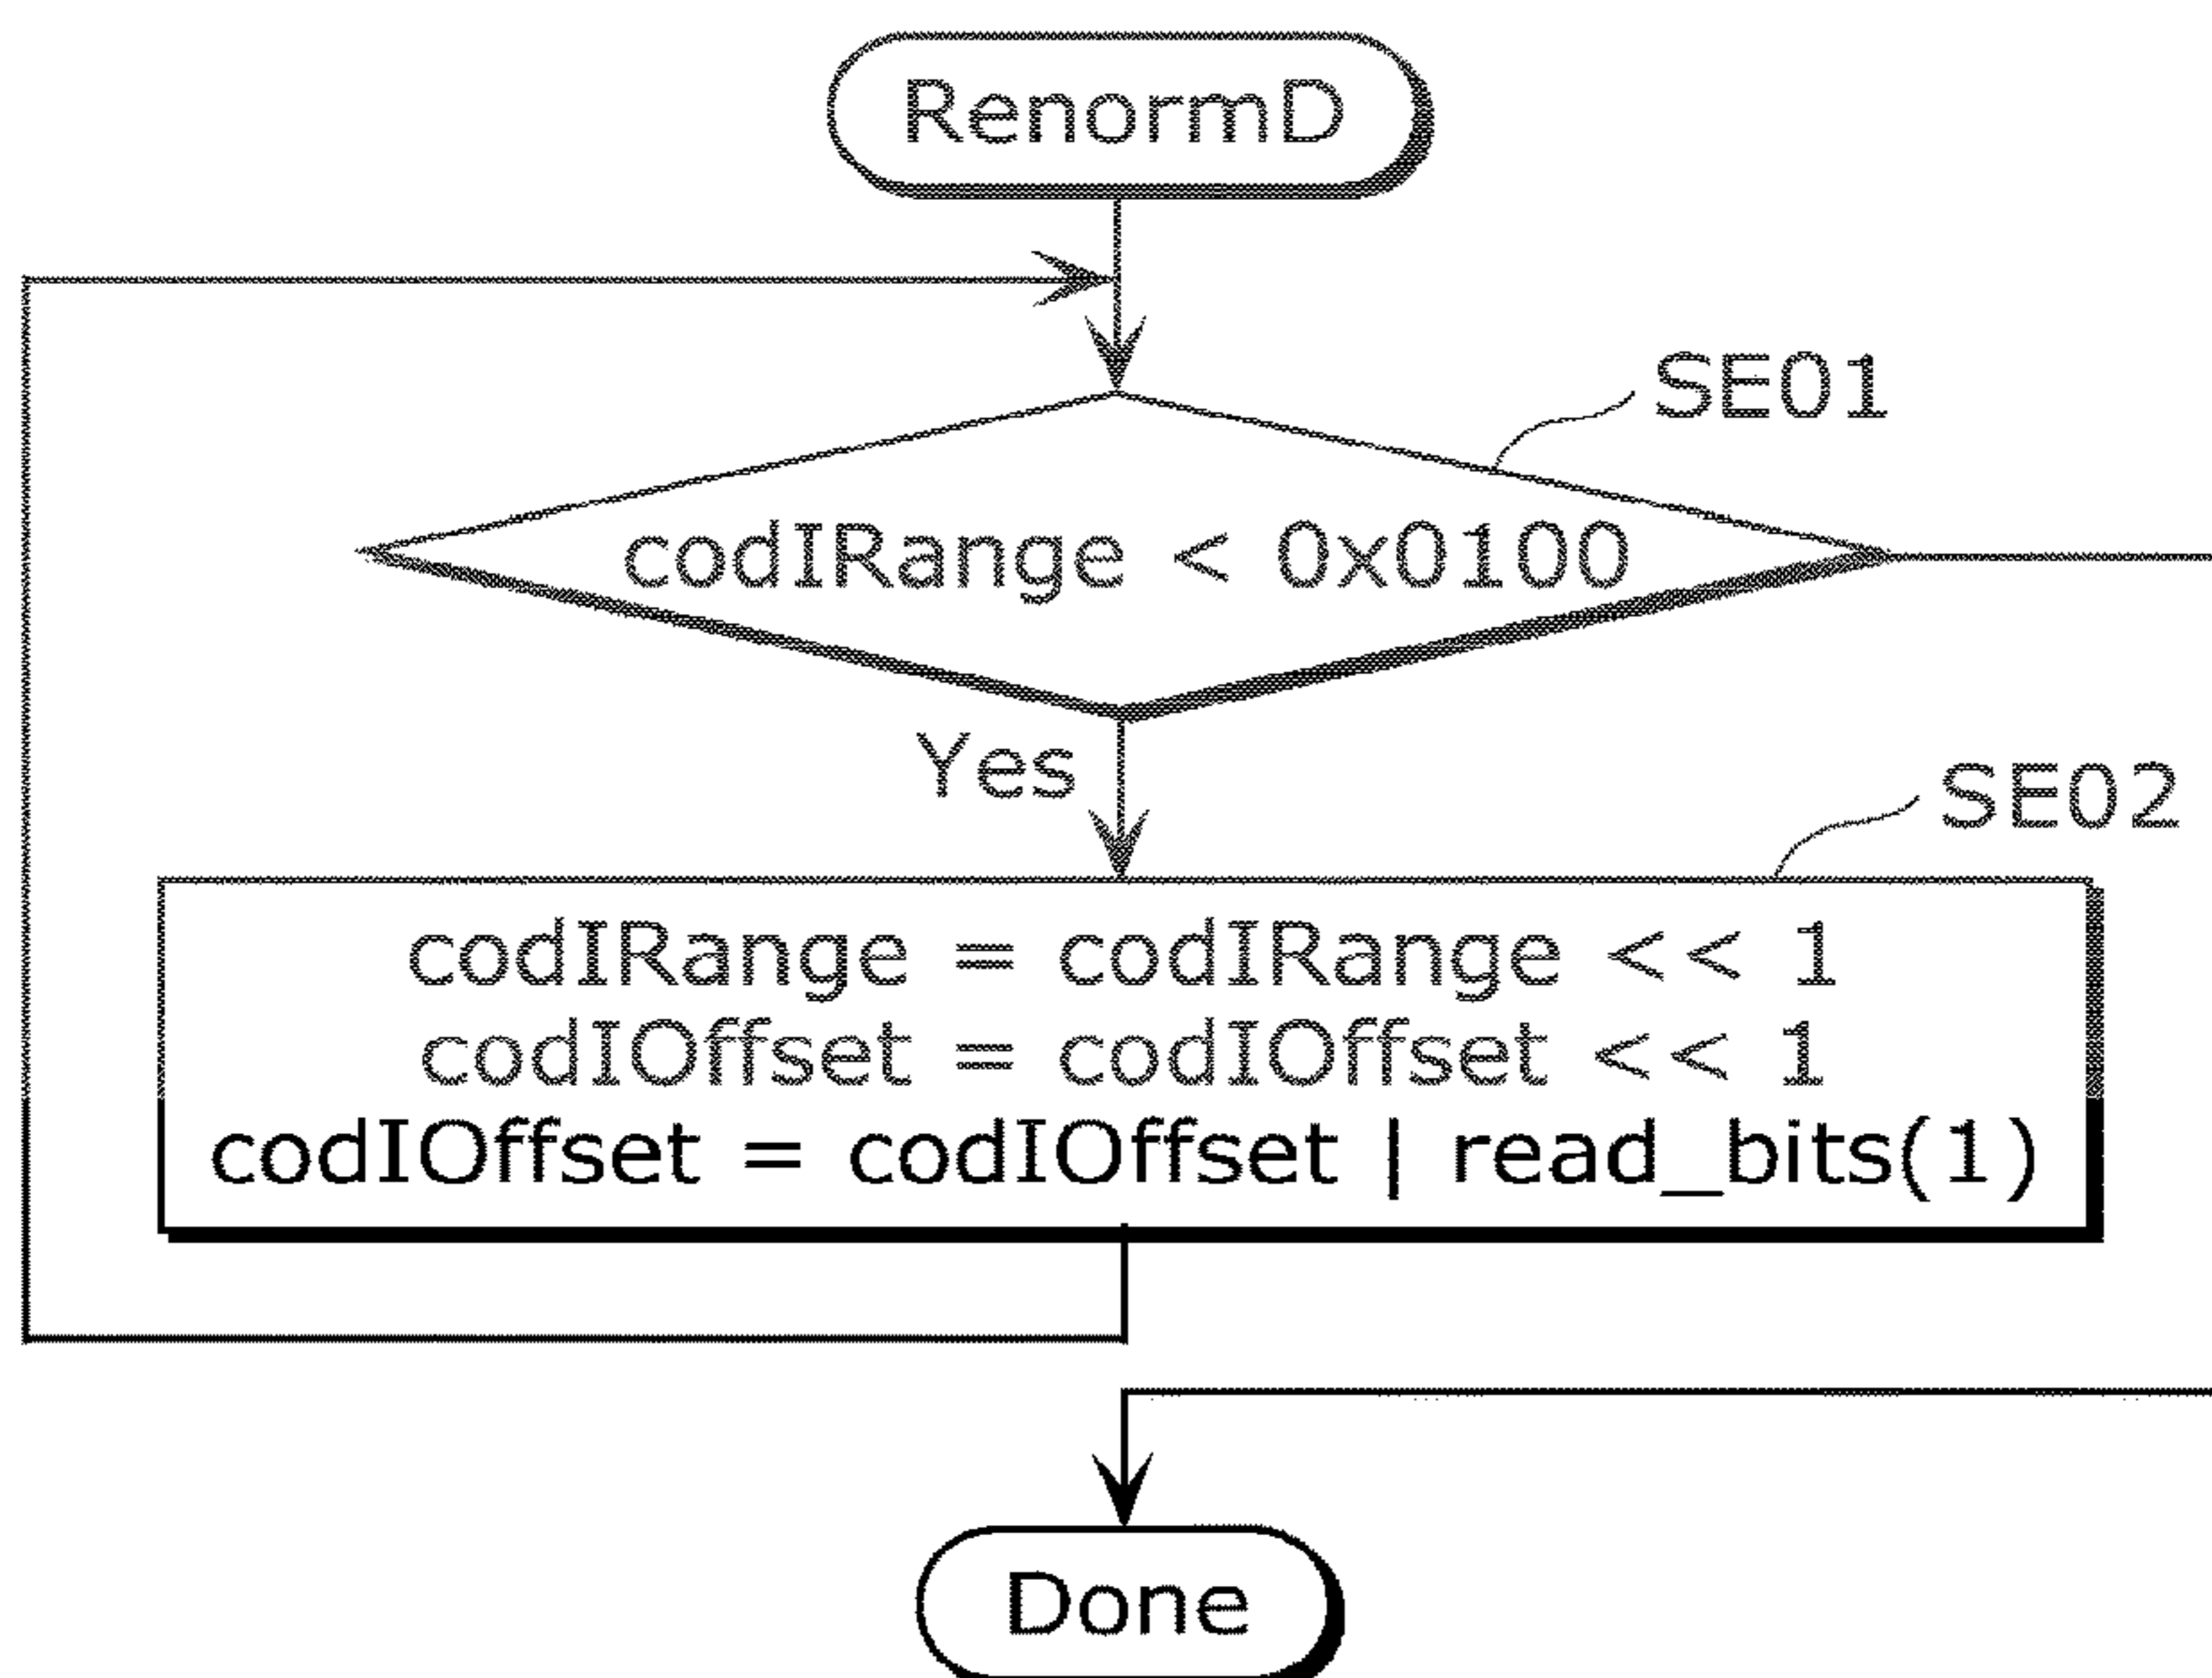 RenormD
SE01
codIRange < 0x0100
Yes
SE02
codIRange = codIRange << 1
codIOffset = codIOffset << 1
codIOffset = codIOffset | read_bits(1)
Done